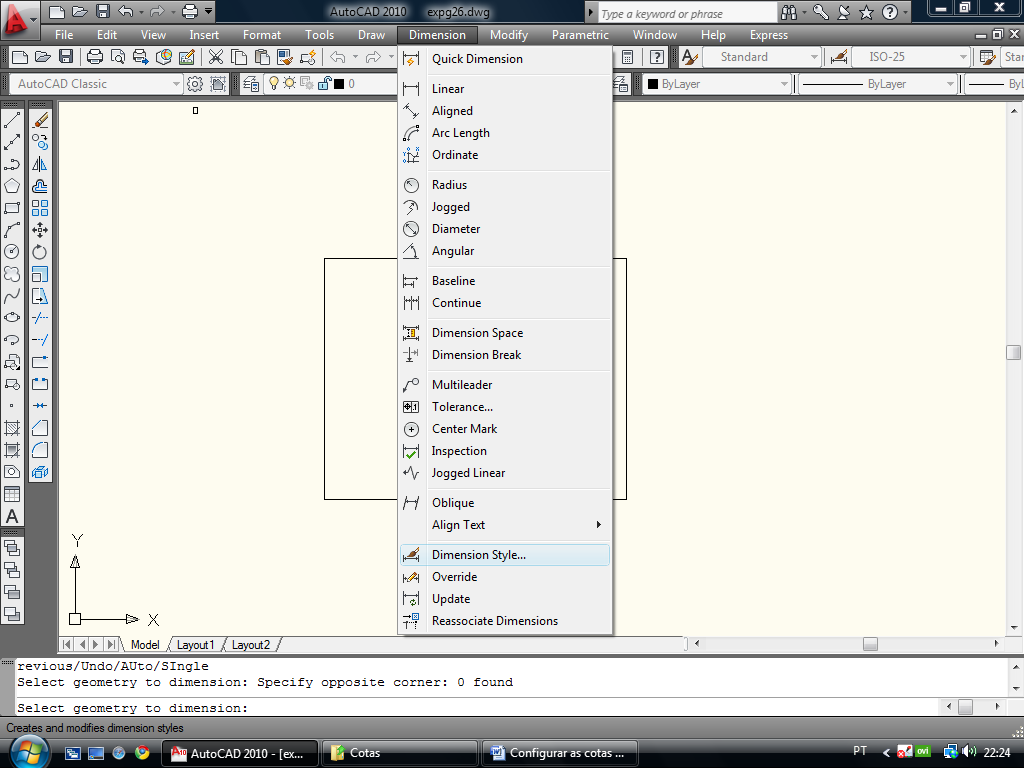 AutoCAD 2010 expg26.dwg
Type a keyword or phrase
File Edit View Insert Format Tools Draw Dimension Modify Parametric Window Help Express
Standard
ISO-25
Star
AutoCAD Classic
0
ByLayer
ByLayer
ByL
Quick Dimension
Linear
Aligned
Arc Length
Ordinate
Radius
Jogged
Diameter
Angular
Baseline
Continue
Dimension Space
Dimension Break
Multileader
Tolerance...
Center Mark
Inspection
Jogged Linear
Oblique
Align Text
Dimension Style...
Override
Update
Reassociate Dimensions
A
Y
X
Model Layout1 Layout2
revious/Undo/AUto/SIngle
Select geometry to dimension: Specify opposite corner: 0 found
Select geometry to dimension:
Creates and modifies dimension styles
AutoCAD 2010 - [ex...
Cotas
Configurar as cotas ...
PT
ovi
22:24